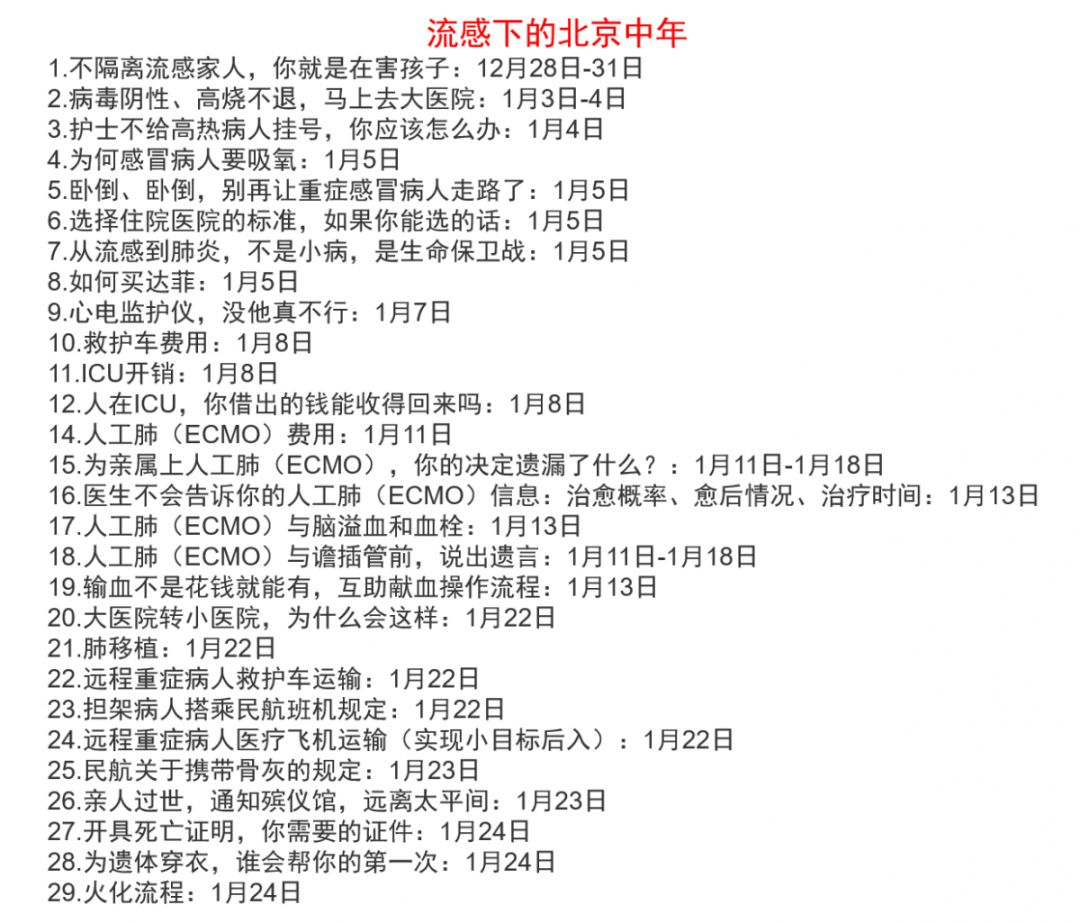 流感下的北京中年
1.不隔离流感家人，你就是在害孩子：12月28日-31日
2.病毒阴性、高烧不退，马上去大医院：1月3日-4日
3.护士不给高热病人挂号，你应该怎么办：1月4日
4.为何感冒病人要吸氧：1月5日
5.卧倒、卧倒，别再让重症感冒病人走路了：1月5日
6.选择住院医院的标准，如果你能选的话：1月5日
7.从流感到肺炎，不是小病，是生命保卫战：1月5日
8.如何买达菲：1月5日
9.心电监护仪，没他真不行：1月7日
10.救护车费用：1月8日
11.ICU开销：1月8日
12.人在ICU，你借出的钱能收得回来吗：1月8日
14.人工肺（ECMO）费用：1月11日
15.为亲属上人工肺（ECMO），你的决定遗漏了什么？：1月11日-1月18日
16.医生不会告诉你的人工肺（ECMO）信息：治愈概率、愈后情况、治疗时间：1月13日
17.人工肺（ECMO）与脑溢血和血栓：1月13日
18.人工肺（ECMO）与谵插管前，说出遗言：1月11日-1月18日
19.输血不是花钱就能有，互助献血操作流程：1月13日
20.大医院转小医院，为什么会这样：1月22日
21.肺移植：1月22日
22.远程重症病人救护车运输：1月22日
23.担架病人搭乘民航班机规定：1月22日
24.远程重症病人医疗飞机运输（实现小目标后入）：1月22日
25.民航关于携带骨灰的规定：1月23日
26.亲人过世，通知殡仪馆，远离太平间：1月23日
27.开具死亡证明，你需要的证件：1月24日
28.为遗体穿衣，谁会帮你的第一次：1月24日
29.火化流程：1月24日